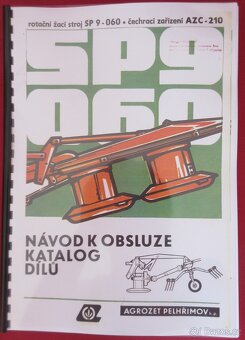 rotační žací stroj SP 9-060 • čechrací zařízení AZC-210
SP9
060
NÁVOD K OBSLUZE
KATALOG
DÍLŮ
AGROZET PELHŘIMOV